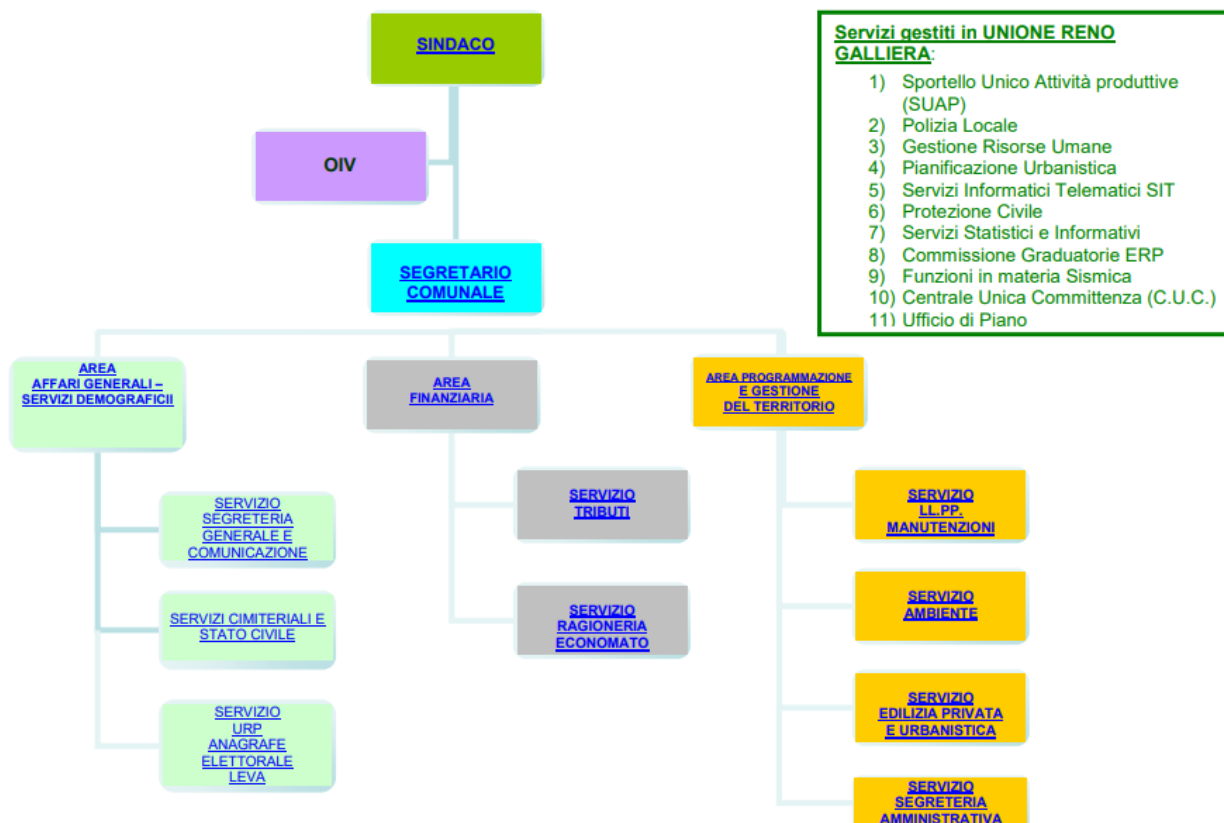 SINDACO
OIV
SEGRETARIO
COMUNALE
Servizi gestiti in UNIONE RENO
GALLIERA:
1) Sportello Unico Attività produttive
(SUAP)
2) Polizia Locale
3) Gestione Risorse Umane
4) Pianificazione Urbanistica
5) Servizi Informatici Telematici SIT
6) Protezione Civile
7) Servizi Statistici e Informativi
8) Commissione Graduatorie ERP
9) Funzioni in materia Sismica
10) Centrale Unica Committenza (C.U.C.)
11) Ufficio di Piano
AREA
AFFARI GENERALI –
SERVIZI DEMOGRAFICII
SERVIZIO
SEGRETERIA
GENERALE E
COMUNICAZIONE
SERVIZI CIMITERIALI E
STATO CIVILE
SERVIZIO
URP
ANAGRAFE
ELETTORALE
LEVA
AREA
FINANZIARIA
SERVIZIO
TRIBUTI
SERVIZIO
RAGIONERIA
ECONOMATO
AREA PROGRAMMAZIONE
E GESTIONE
DEL TERRITORIO
SERVIZIO
LL.PP.
MANUTENZIONI
SERVIZIO
AMBIENTE
SERVIZIO
EDILIZIA PRIVATA
E URBANISTICA
SERVIZIO
SEGRETERIA
AMMINISTRATIVA